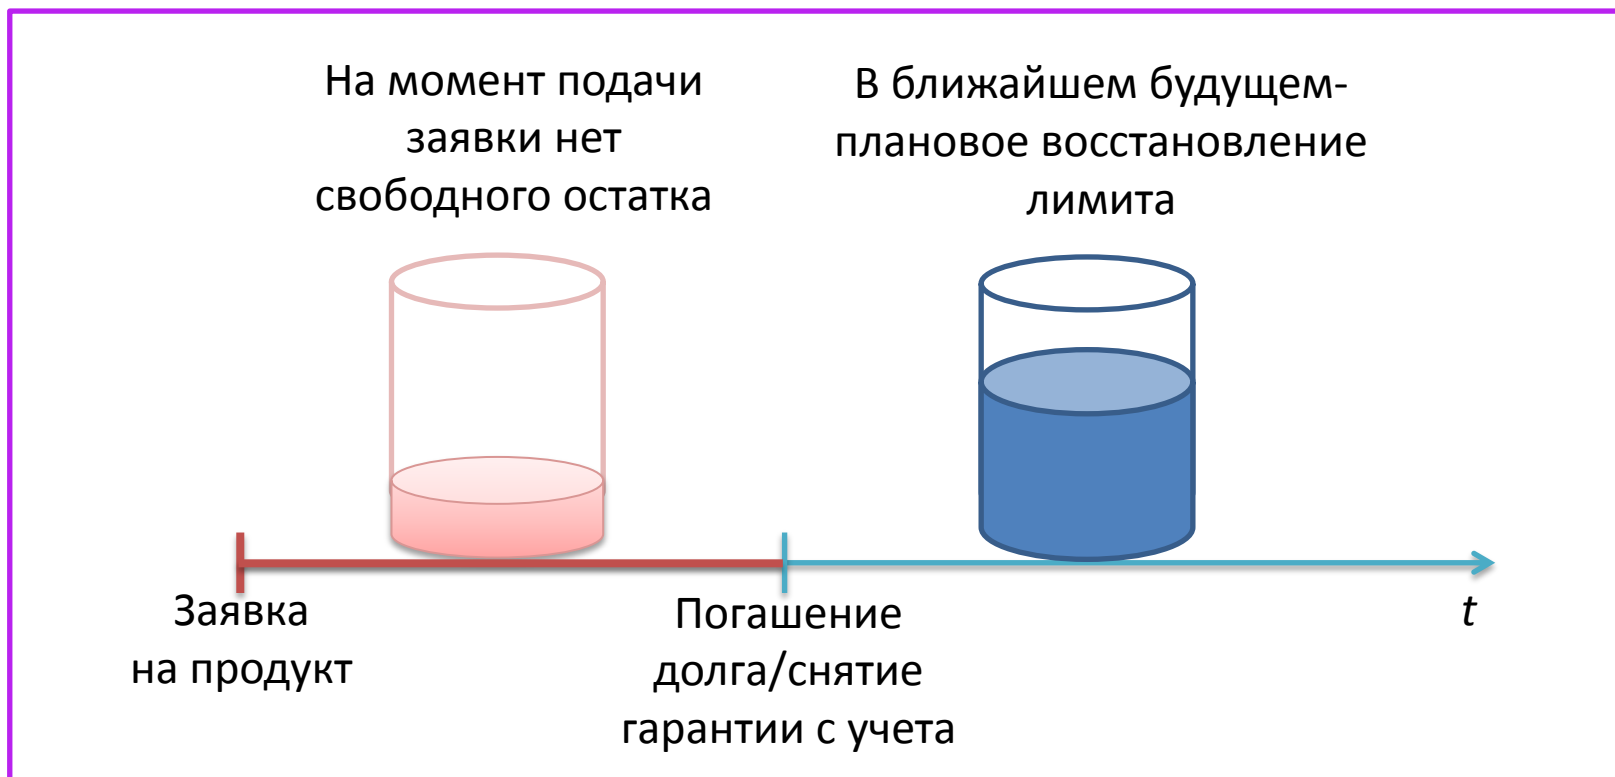 На момент подачи
заявки нет
свободного остатка
В ближайшем будущем-
плановое восстановление
лимита
Заявка
на продукт
Погашение
долга/снятие
гарантии с учета
t